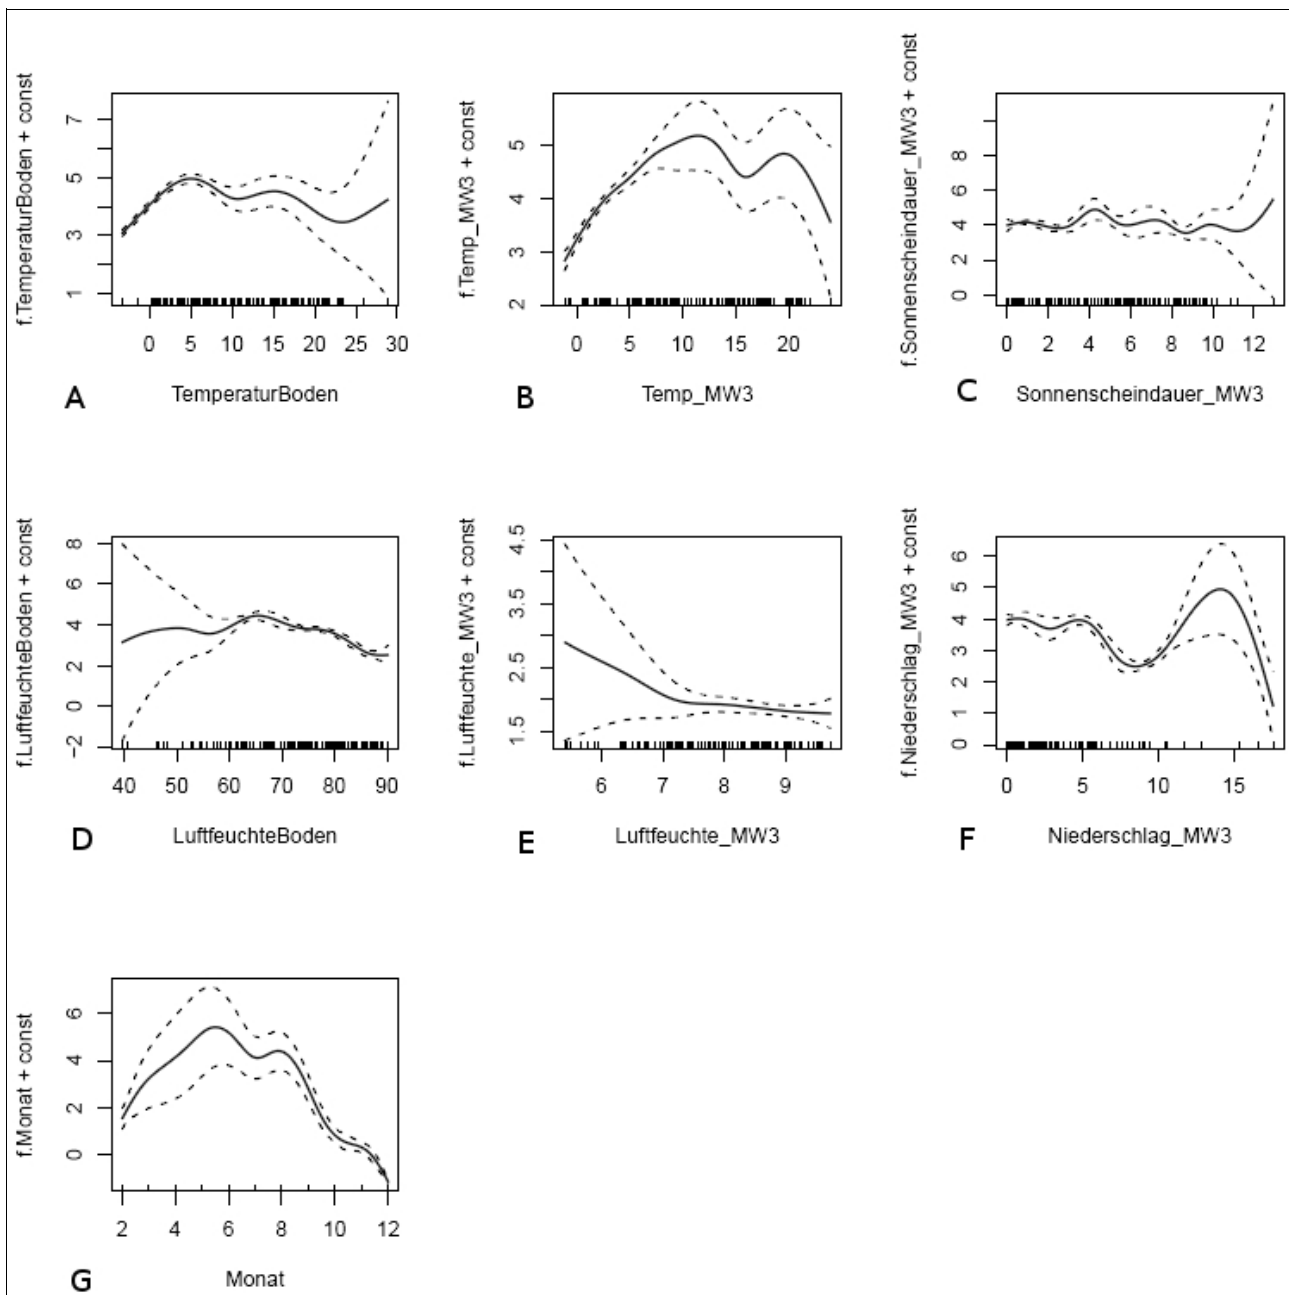 f.TemperaturBoden + const
7
5
3
1
0 5 10 15 20 25 30
A TemperaturBoden
f.Temp_MW3 + const
5
4
3
2
0 5 10 15 20
B Temp_MW3
f.Sonnenscheindauer_MW3 + const
8
6
4
2
0
0 2 4 6 8 10 12
C Sonnenscheindauer_MW3
f.LuftfeuchteBoden + const
8
6
4
2
0
-2
40 50 60 70 80 90
D LuftfeuchteBoden
f.Luftfeuchte_MW3 + const
4.5
3.5
2.5
1.5
6 7 8 9
E Luftfeuchte_MW3
f.Niederschlag_MW3 + const
6
5
4
3
2
1
0
0 5 10 15
F Niederschlag_MW3
f.Monat + const
6
4
2
0
2 4 6 8 10 12
G Monat